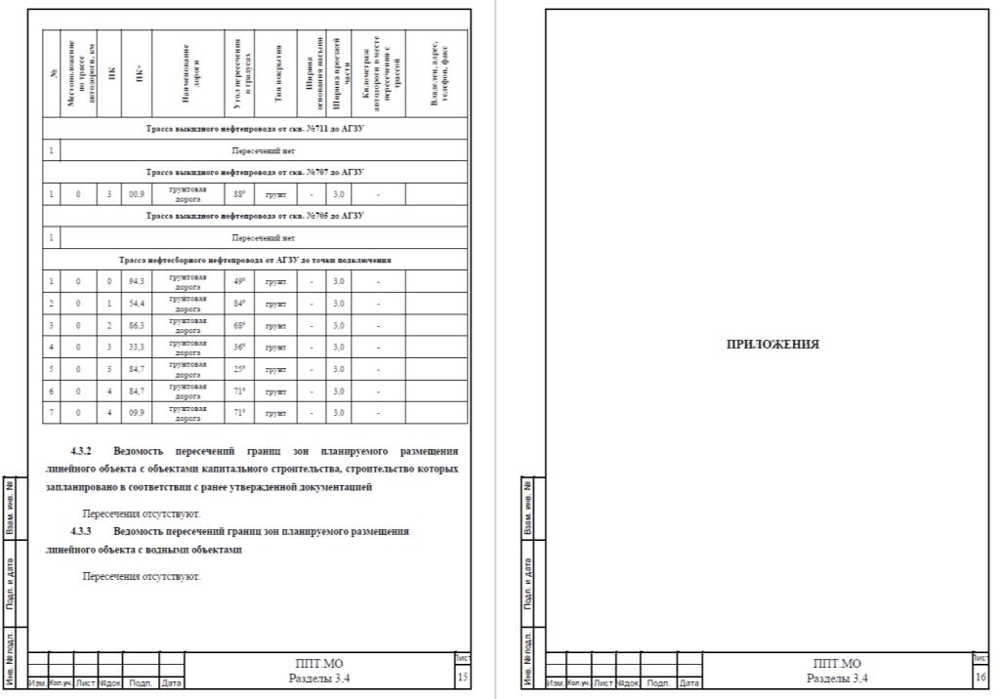 № Местоположение по трассе автодороги, км ПК ПК+ Наименование дороги Угол пересечения в градусах Тип покрытия Ширина основания насыпи Ширина проезжей части Километраж автодороги в месте пересечения с трассой Владелец, адрес, телефон, факс
Трасса выкидного нефтепровода от скв. №711 до АГЗУ
1 Пересечений нет
Трасса выкидного нефтепровода от скв. №707 до АГЗУ
1 0 3 00,9 грунтовая дорога 88⁰ грунт - 3,0 -
Трасса выкидного нефтепровода от скв. №705 до АГЗУ
1 Пересечений нет
Трасса нефтесборного нефтепровода от АГЗУ до точки подключения
1 0 0 94,3 грунтовая дорога 49⁰ грунт - 3,0 -
2 0 1 54,4 грунтовая дорога 84⁰ грунт - 3,0 -
3 0 2 86,3 грунтовая дорога 68⁰ грунт - 3,0 -
4 0 3 33,3 грунтовая дорога 36⁰ грунт - 3,0 -
5 0 3 84,7 грунтовая дорога 25⁰ грунт - 3,0 -
6 0 4 84,7 грунтовая дорога 71⁰ грунт - 3,0 -
7 0 4 09,9 грунтовая дорога 71⁰ грунт - 3,0 -
4.3.2 Ведомость пересечений границ зон планируемого размещения
линейного объекта с объектами капитального строительства, строительство которых
запланировано в соответствии с ранее утвержденной документацией
Пересечения отсутствуют.
4.3.3 Ведомость пересечений границ зон планируемого размещения
линейного объекта с водными объектами
Пересечения отсутствуют.
Взам. инв. №
Подп. и дата
Инв. № подл.
Изм. Кол.уч. Лист №док Подп. Дата
ППТ.МО
Разделы 3,4
Лист
15
ПРИЛОЖЕНИЯ
Взам. инв. №
Подп. и дата
Инв. № подл.
Изм. Кол.уч. Лист №док Подп. Дата
ППТ.МО
Разделы 3,4
Лист
16